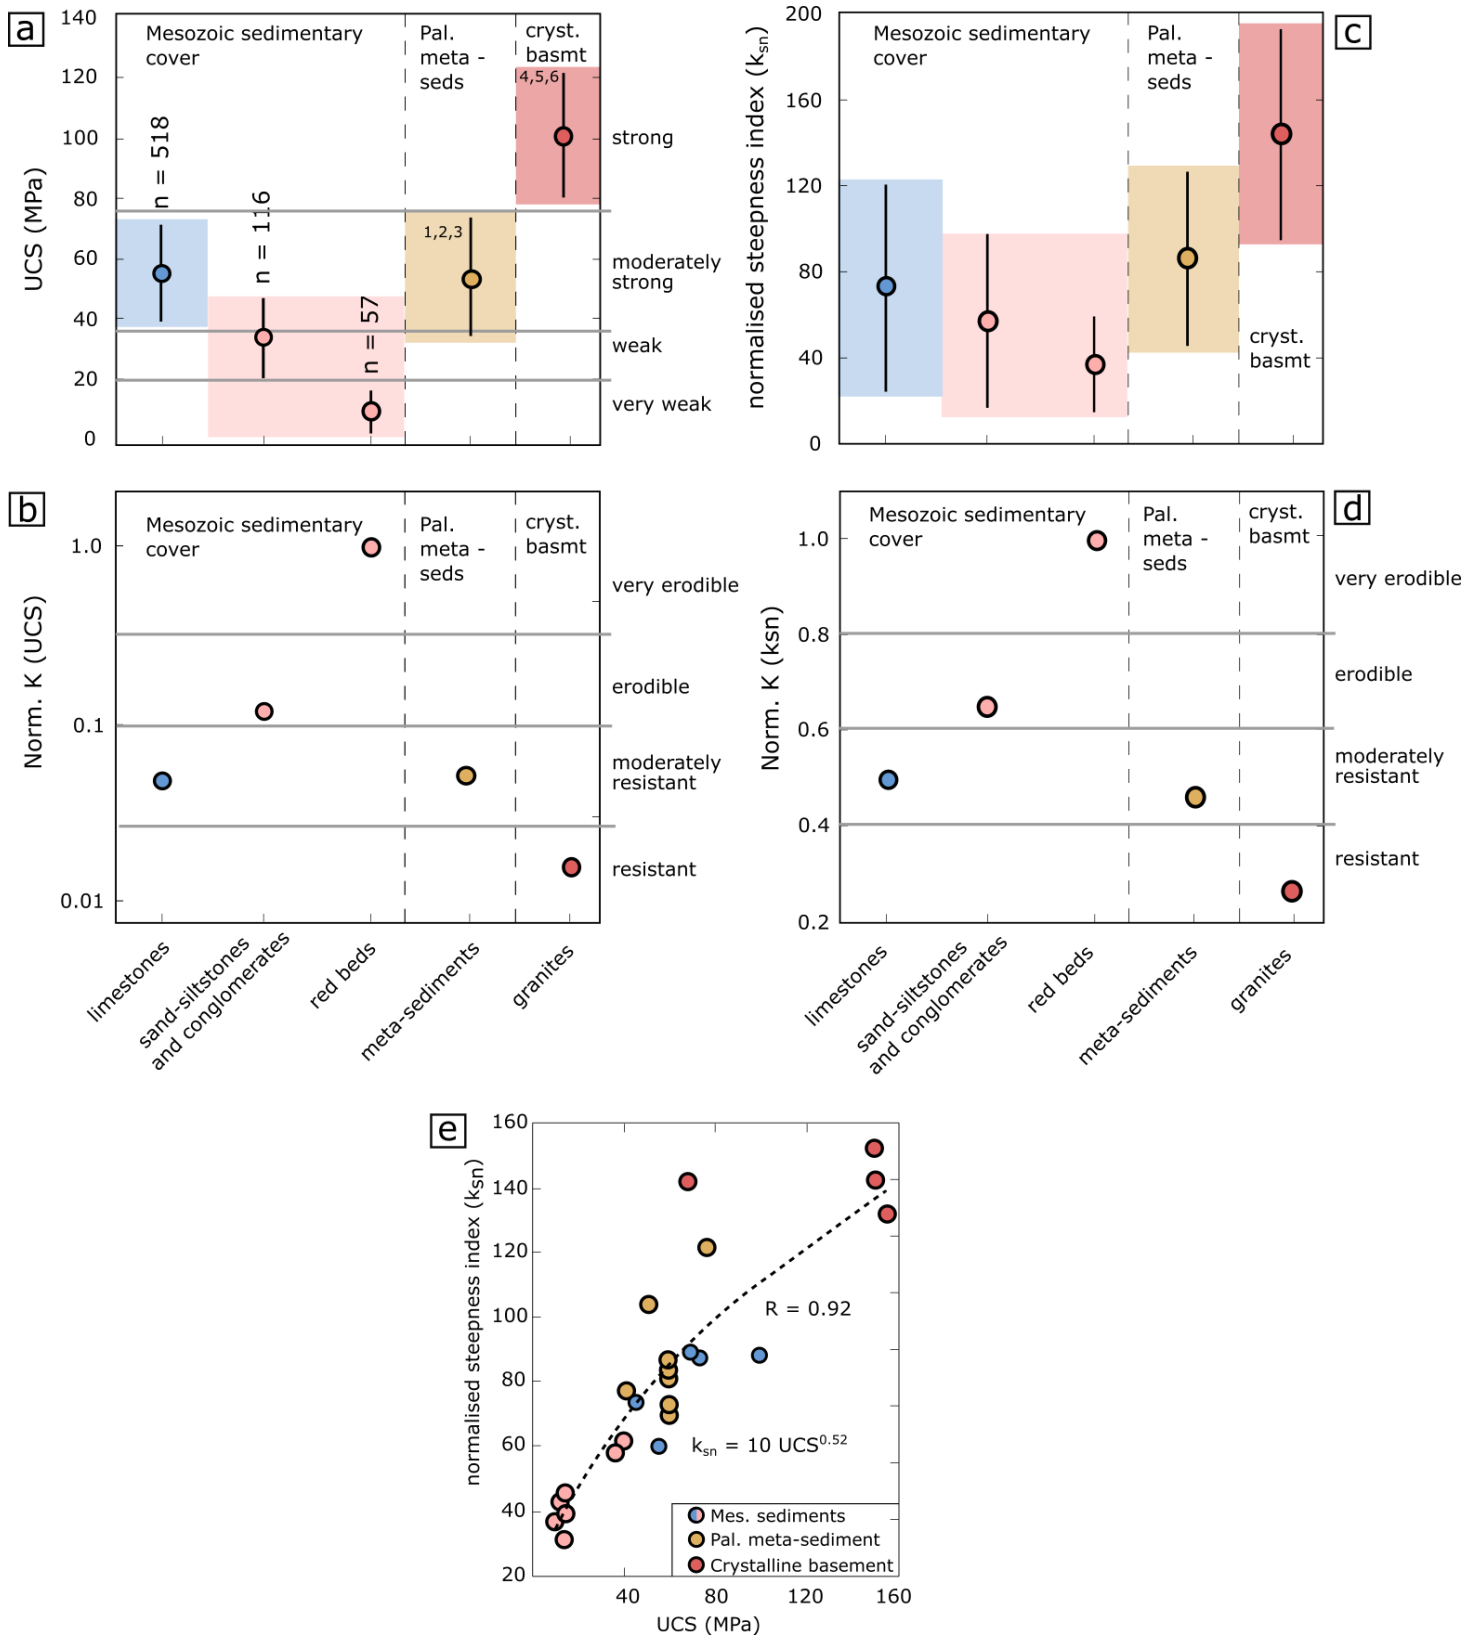 a
140
120
100
80
60
40
20
0
UCS (MPa)
Mesozoic sedimentary
cover
Pal.
meta -
seds
cryst.
basmt
4,5,6
1,2,3
n = 518
n = 116
n = 57
strong
moderately
strong
weak
very weak
c
200
160
120
80
40
0
normalised steepness index (ksn)
Mesozoic sedimentary
cover
Pal.
meta -
seds
cryst.
basmt
b
1.0
0.1
0.01
Norm. K (UCS)
Mesozoic sedimentary
cover
Pal.
meta -
seds
cryst.
basmt
very erodible
erodible
moderately
resistant
resistant
limestones
sand-siltstones
and conglomerates
red beds
meta-sediments
granites
d
1.0
0.8
0.6
0.4
0.2
Norm. K (ksn)
Mesozoic sedimentary
cover
Pal.
meta -
seds
cryst.
basmt
very erodible
erodible
moderately
resistant
resistant
limestones
sand-siltstones
and conglomerates
red beds
meta-sediments
granites
e
160
140
120
100
80
60
40
20
normalised steepness index (ksn)
R = 0.92
ksn = 10 UCS^0.52
Mes. sediments
Pal. meta-sediment
Crystalline basement
40
80
120
160
UCS (MPa)